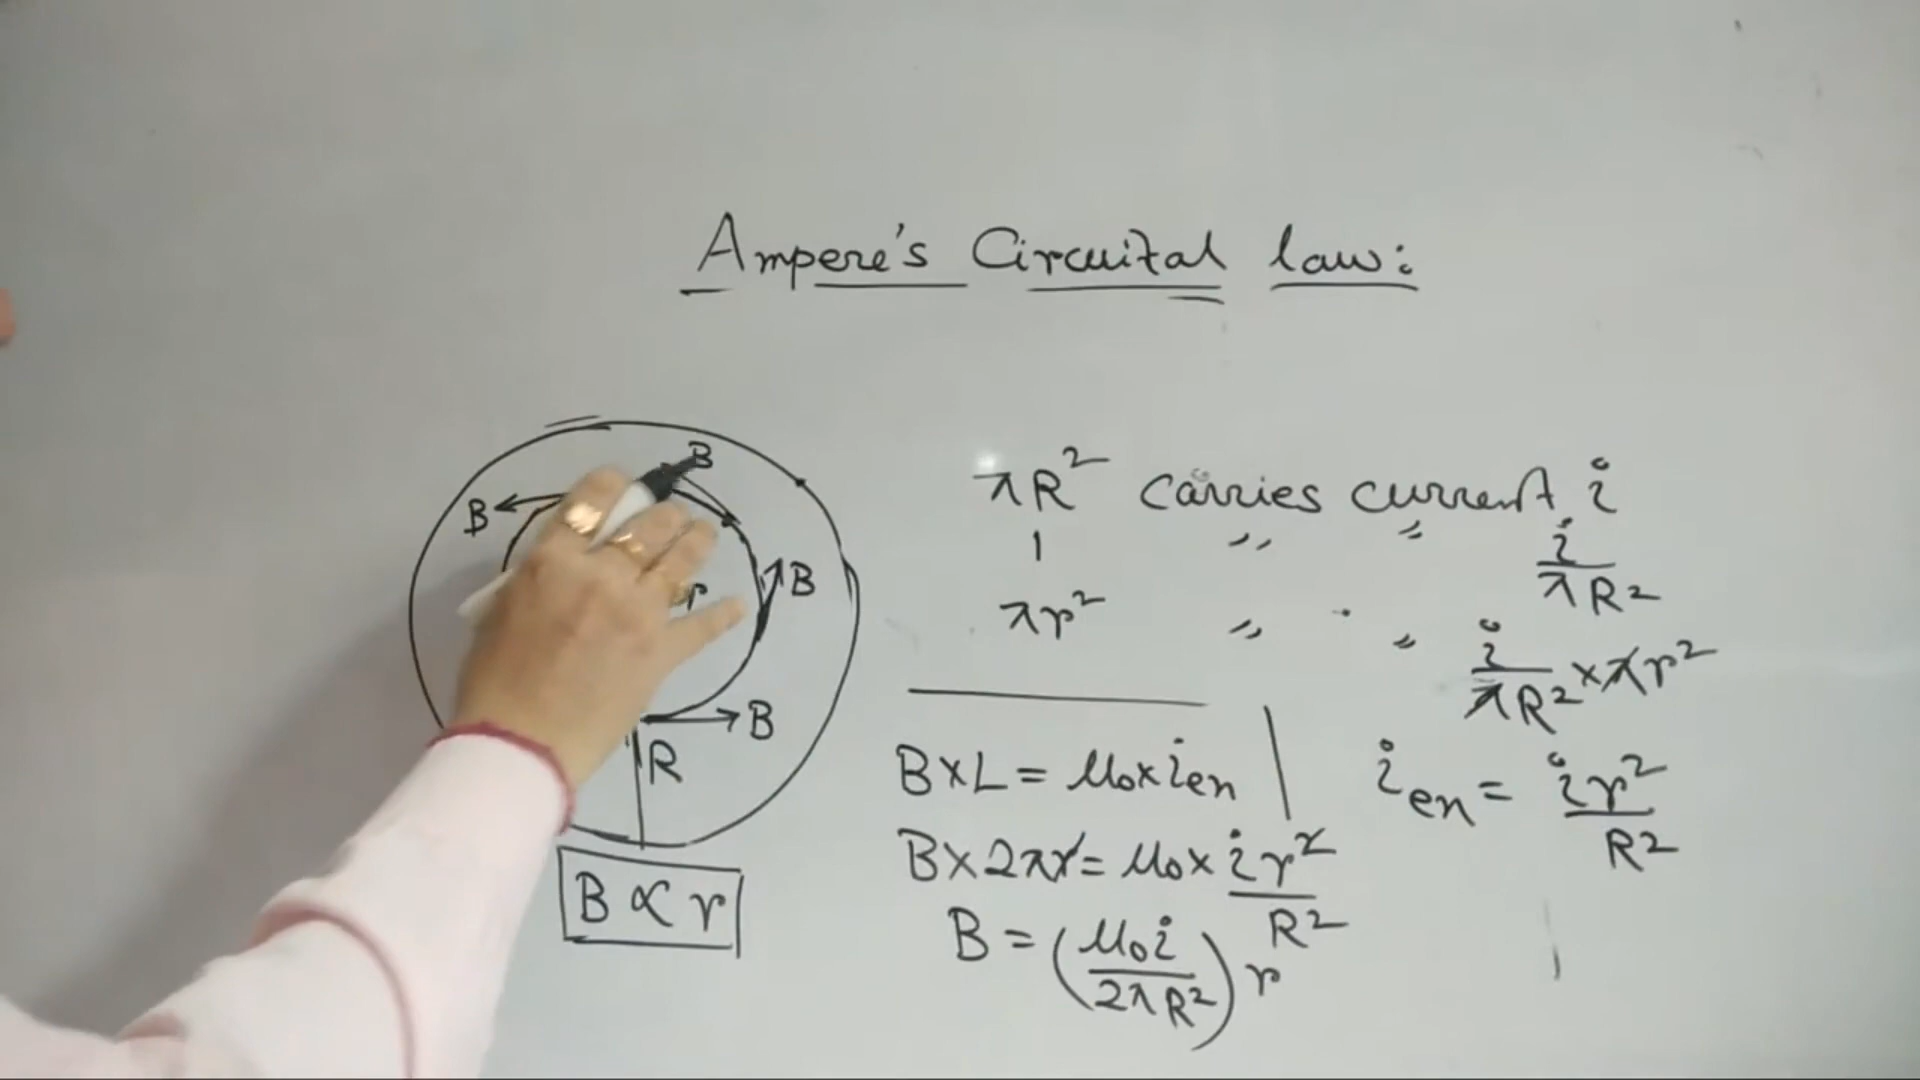 Ampere's Circuital law:
B
B
B
r
B
R
B ∝ r
πR² carries current i
1 〃 〃 i/πR²
πr² 〃 〃 i/πR² × πr²
B×L = μ₀×i_en
i_en = ir²/R²
B×2πr = μ₀× ir²/R²
B = (μ₀i/2πR²) r